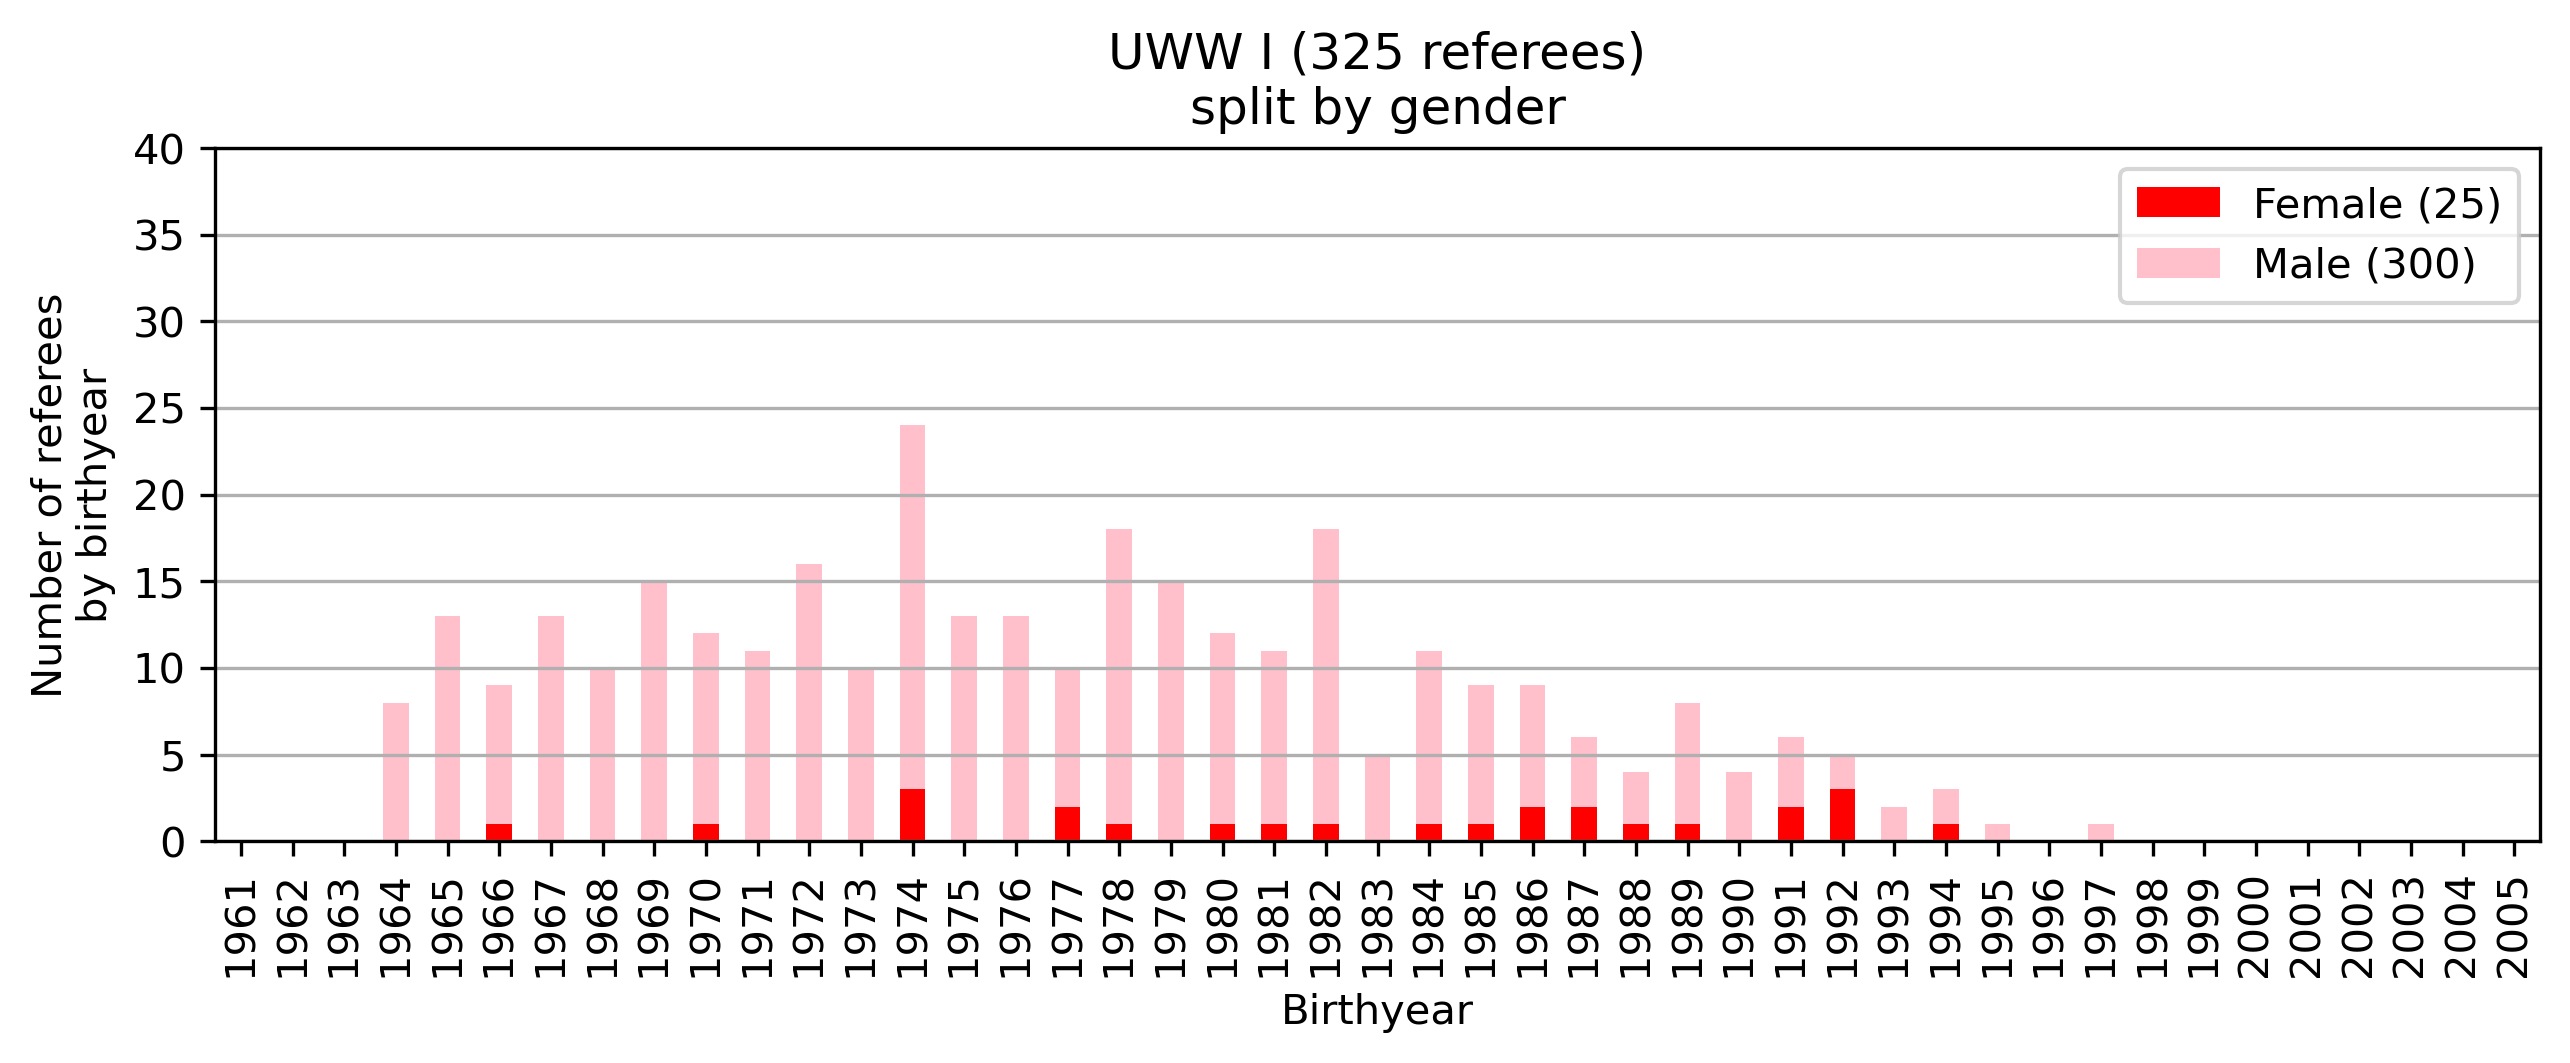 UWW I (325 referees)
split by gender
Female (25)
Male (300)
Number of referees
by birthyear
40
35
30
25
20
15
10
5
0
1961 1962 1963 1964 1965 1966 1967 1968 1969 1970 1971 1972 1973 1974 1975 1976 1977 1978 1979 1980 1981 1982 1983 1984 1985 1986 1987 1988 1989 1990 1991 1992 1993 1994 1995 1996 1997 1998 1999 2000 2001 2002 2003 2004 2005
Birthyear